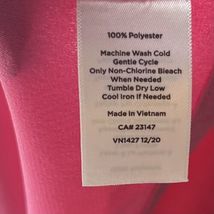 100% Polyester
Machine Wash Cold
Gentle Cycle
Only Non-Chlorine Bleach
When Needed
Tumble Dry Low
Cool Iron If Needed
Made in Vietnam
CA# 23147
VN1427 12/20